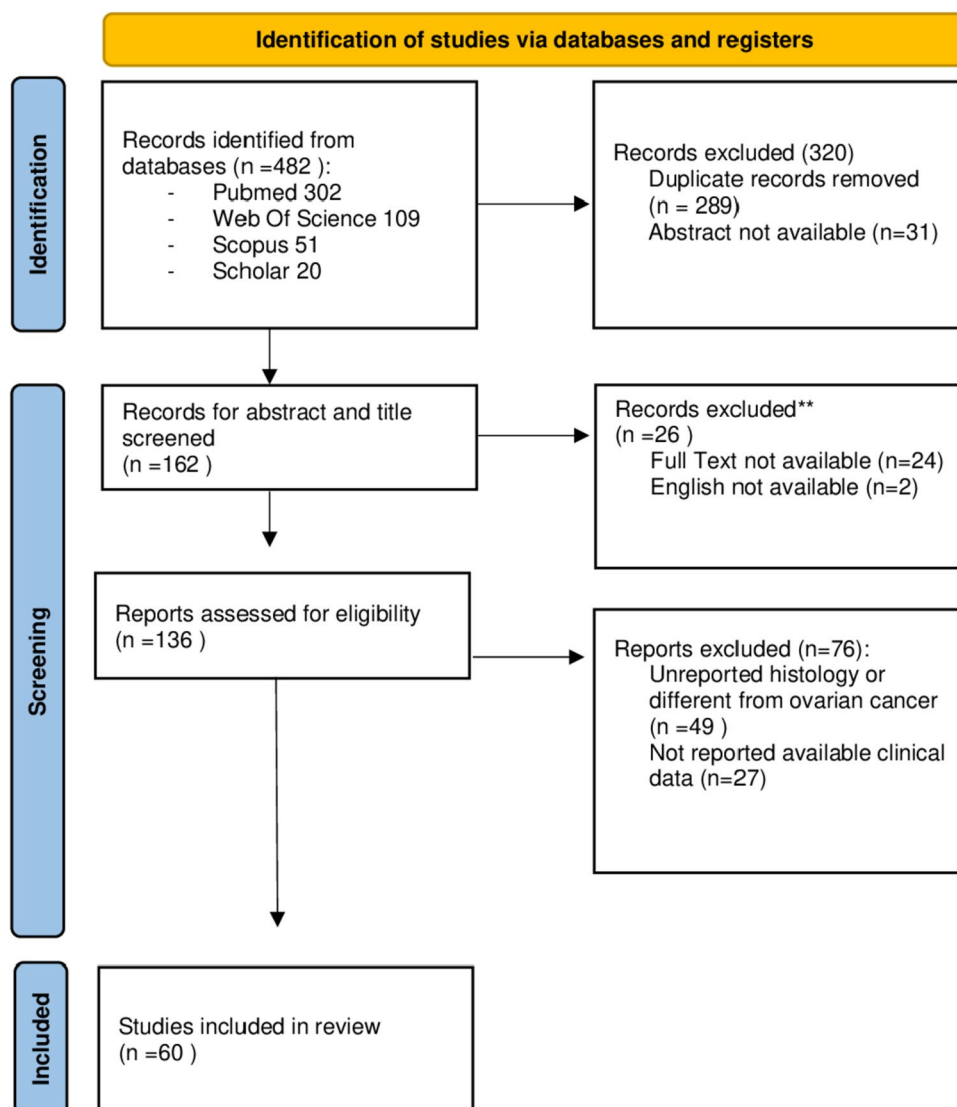 Identification of studies via databases and registers
Identification
Records identified from
databases (n =482 ):
- Pubmed 302
- Web Of Science 109
- Scopus 51
- Scholar 20
Records excluded (320)
Duplicate records removed
(n = 289)
Abstract not available (n=31)
Screening
Records for abstract and title
screened
(n =162 )
Records excluded**
(n =26 )
Full Text not available (n=24)
English not available (n=2)
Reports assessed for eligibility
(n =136 )
Reports excluded (n=76):
Unreported histology or
different from ovarian cancer
(n =49 )
Not reported available clinical
data (n=27)
Included
Studies included in review
(n =60 )